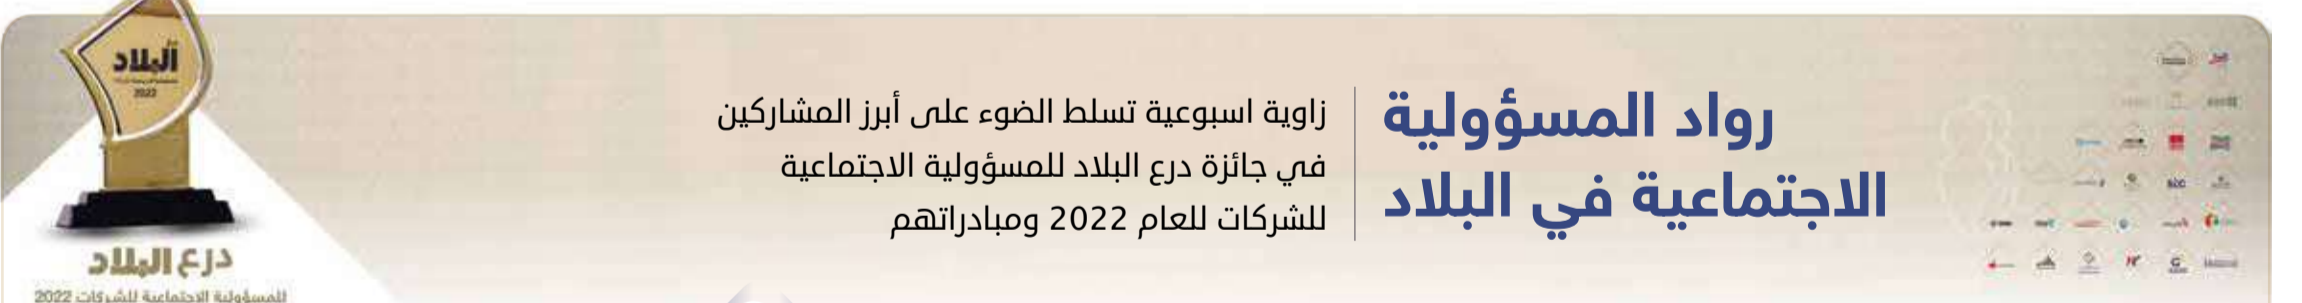 رواد المسؤولية
الاجتماعية في البلاد
زاوية اسبوعية تسلط الضوء على أبرز المشاركين
في جائزة درع البلاد للمسؤولية الاجتماعية
للشركات للعام 2022 ومبادراتهم
البلاد
2022
درع البلاد
للمسؤولية الاجتماعية للشركات 2022